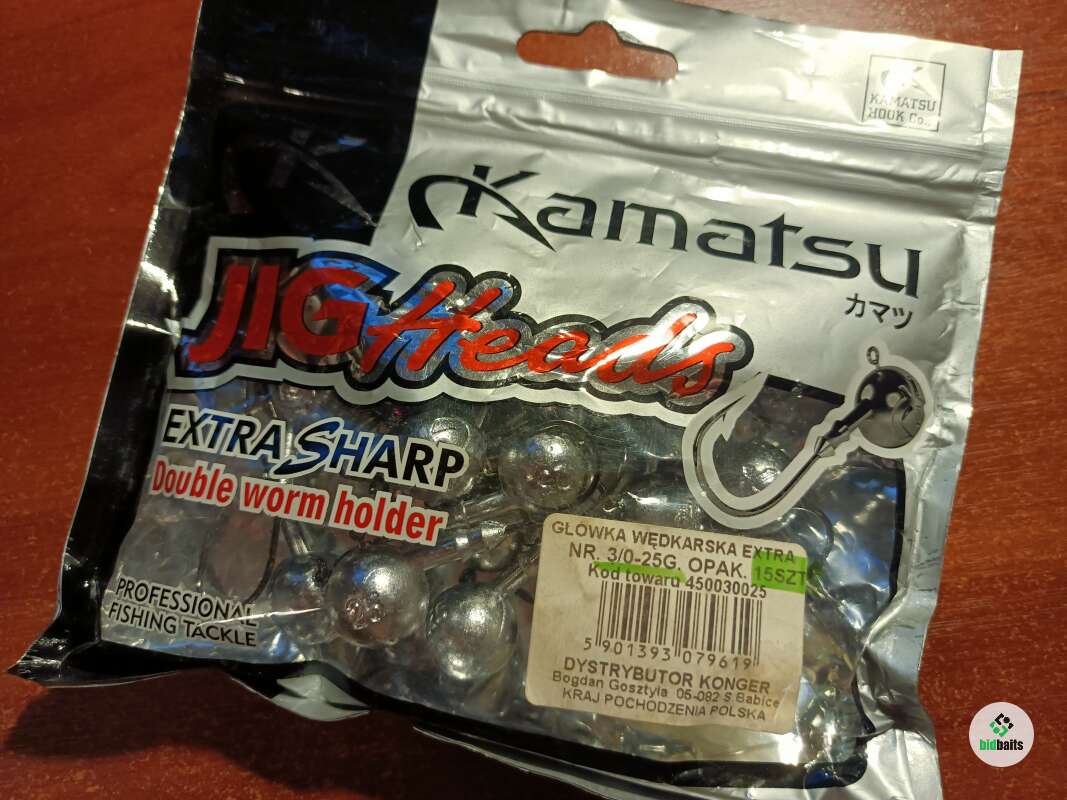 KAMATSU
HOOK Co.,
Kamatsu
カマツ
JIG Heads
EXTRA SHARP
Double worm holder
PROFESSIONAL
FISHING TACKLE
GŁÓWKA WĘDKARSKA EXTRA
NR. 3/0-25G. OPAK. 15SZT
Kod towaru 450030025
5 901393 079619
DYSTRYBUTOR KONGER
Bogdan Gosztyła 05-082 S.Babice
KRAJ POCHODZENIA POLSKA
bidbaits